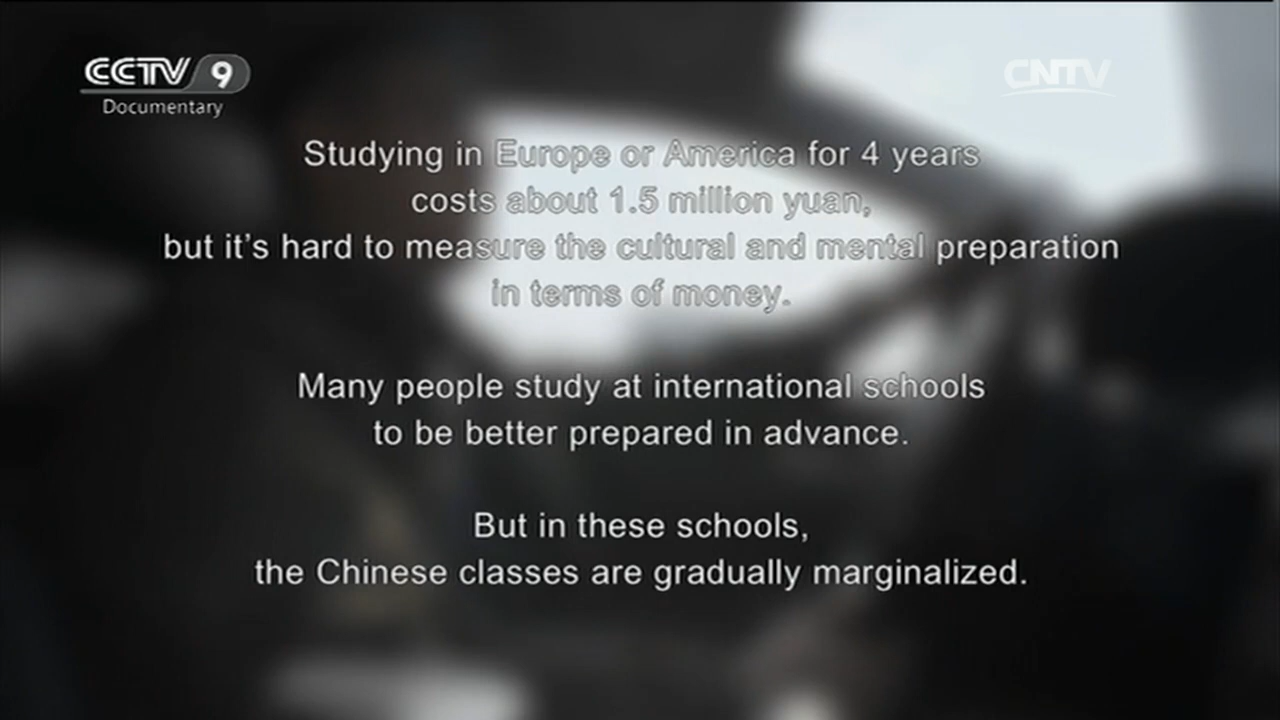 CCTV 9
CNTV
Documentary
Studying in Europe or America for 4 years
costs about 1.5 million yuan,
but it's hard to measure the cultural and mental preparation
in terms of money.
Many people study at international schools
to be better prepared in advance.
But in these schools,
the Chinese classes are gradually marginalized.